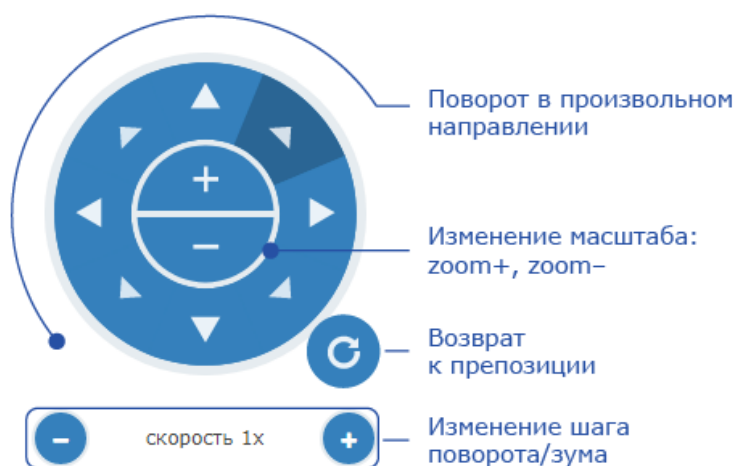 Поворот в произвольном
направлении
+
−
Изменение масштаба:
zoom+, zoom−
Возврат
к препозиции
− скорость 1x +
Изменение шага
поворота/зума